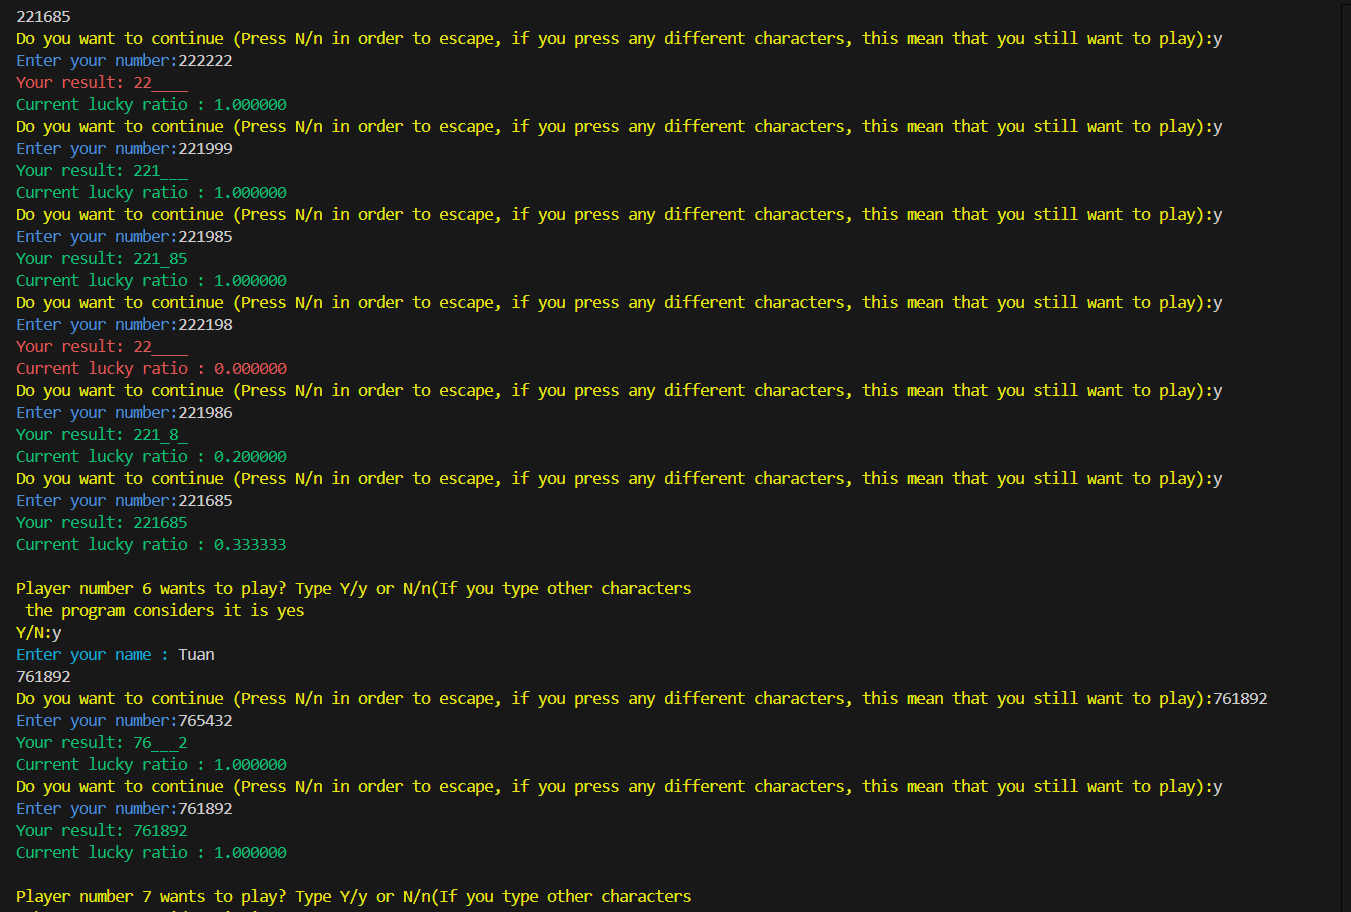 221685
Do you want to continue (Press N/n in order to escape, if you press any different characters, this mean that you still want to play):y
Enter your number:222222
Your result: 22____
Current lucky ratio : 1.000000
Do you want to continue (Press N/n in order to escape, if you press any different characters, this mean that you still want to play):y
Enter your number:221999
Your result: 221___
Current lucky ratio : 1.000000
Do you want to continue (Press N/n in order to escape, if you press any different characters, this mean that you still want to play):y
Enter your number:221985
Your result: 221_85
Current lucky ratio : 1.000000
Do you want to continue (Press N/n in order to escape, if you press any different characters, this mean that you still want to play):y
Enter your number:222198
Your result: 22____
Current lucky ratio : 0.000000
Do you want to continue (Press N/n in order to escape, if you press any different characters, this mean that you still want to play):y
Enter your number:221986
Your result: 221_8_
Current lucky ratio : 0.200000
Do you want to continue (Press N/n in order to escape, if you press any different characters, this mean that you still want to play):y
Enter your number:221685
Your result: 221685
Current lucky ratio : 0.333333
Player number 6 wants to play? Type Y/y or N/n(If you type other characters
the program considers it is yes
Y/N:y
Enter your name : Tuan
761892
Do you want to continue (Press N/n in order to escape, if you press any different characters, this mean that you still want to play):761892
Enter your number:765432
Your result: 76___2
Current lucky ratio : 1.000000
Do you want to continue (Press N/n in order to escape, if you press any different characters, this mean that you still want to play):y
Enter your number:761892
Your result: 761892
Current lucky ratio : 1.000000
Player number 7 wants to play? Type Y/y or N/n(If you type other characters